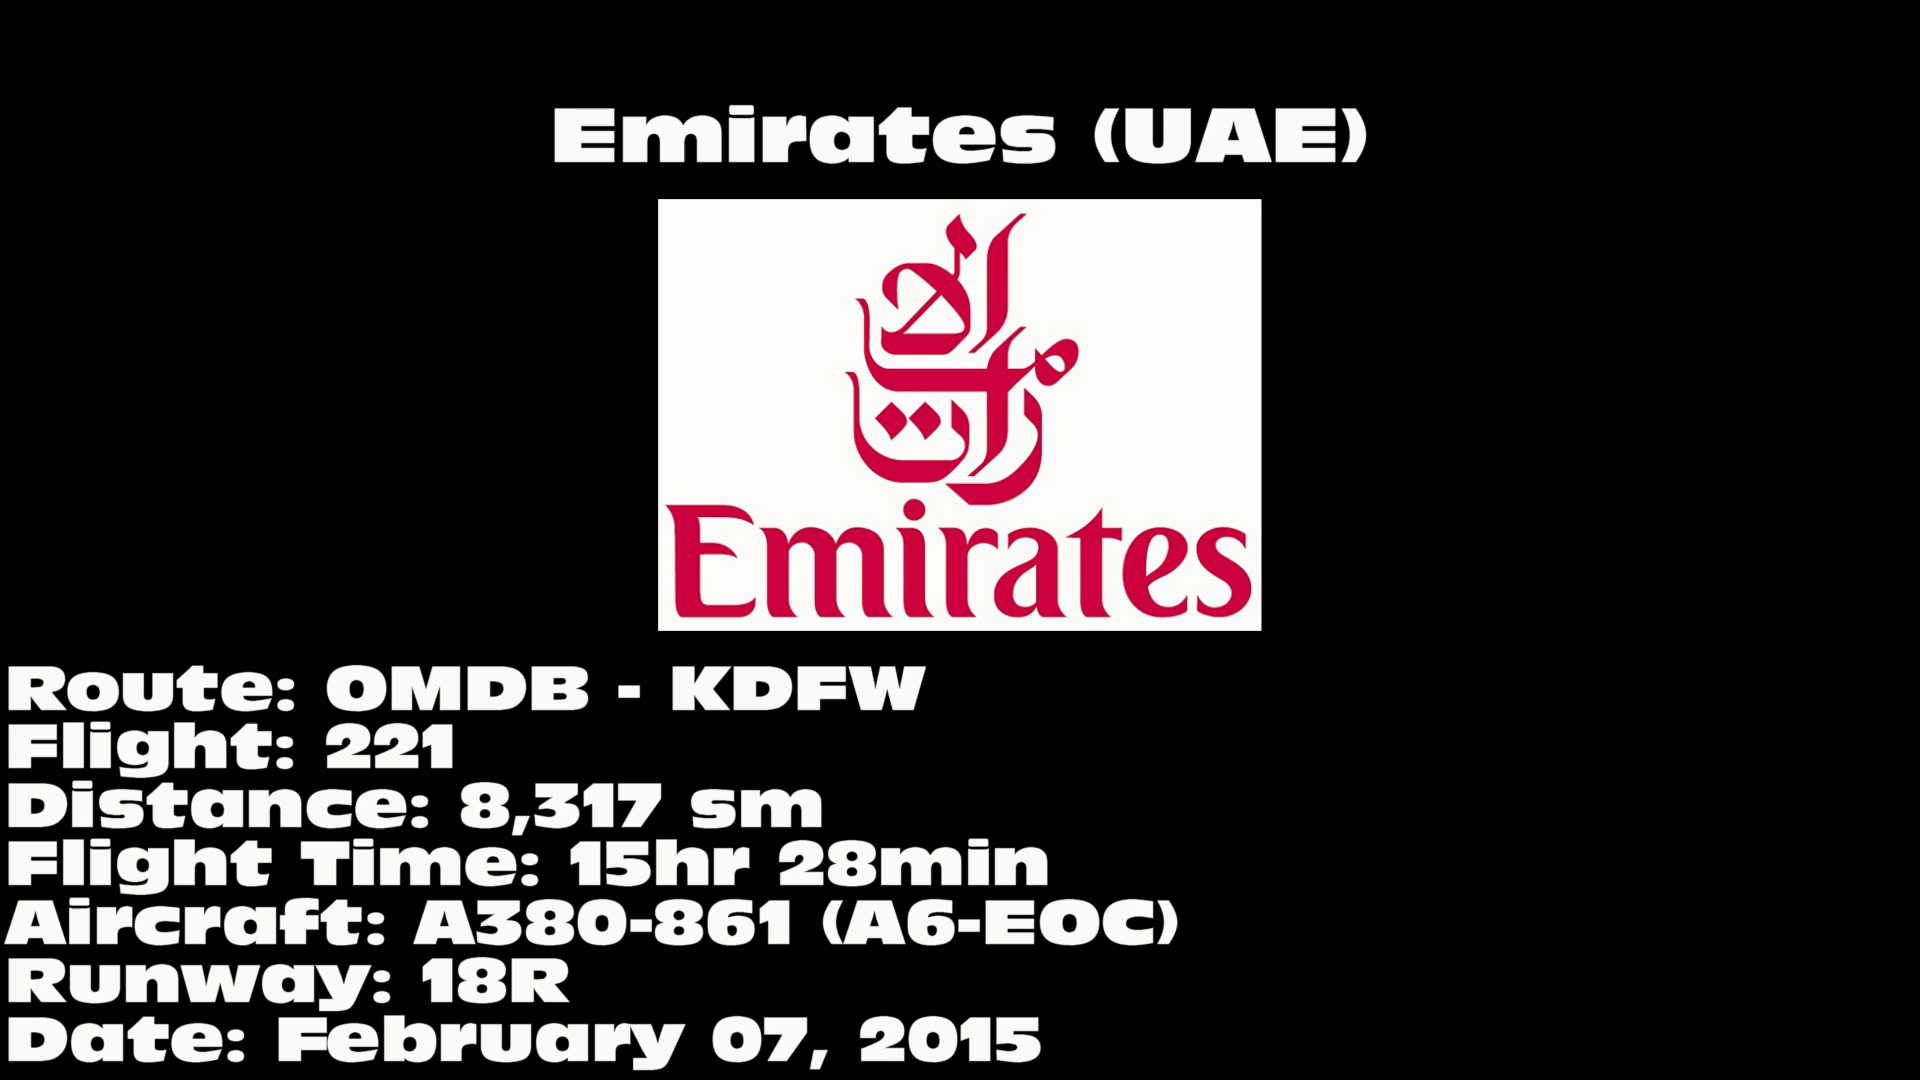 Emirates (UAE)
الإمارات
Emirates
Route: OMDB - KDFW
Flight: 221
Distance: 8,317 sm
Flight Time: 15hr 28min
Aircraft: A380-861 (A6-EOC)
Runway: 18R
Date: February 07, 2015